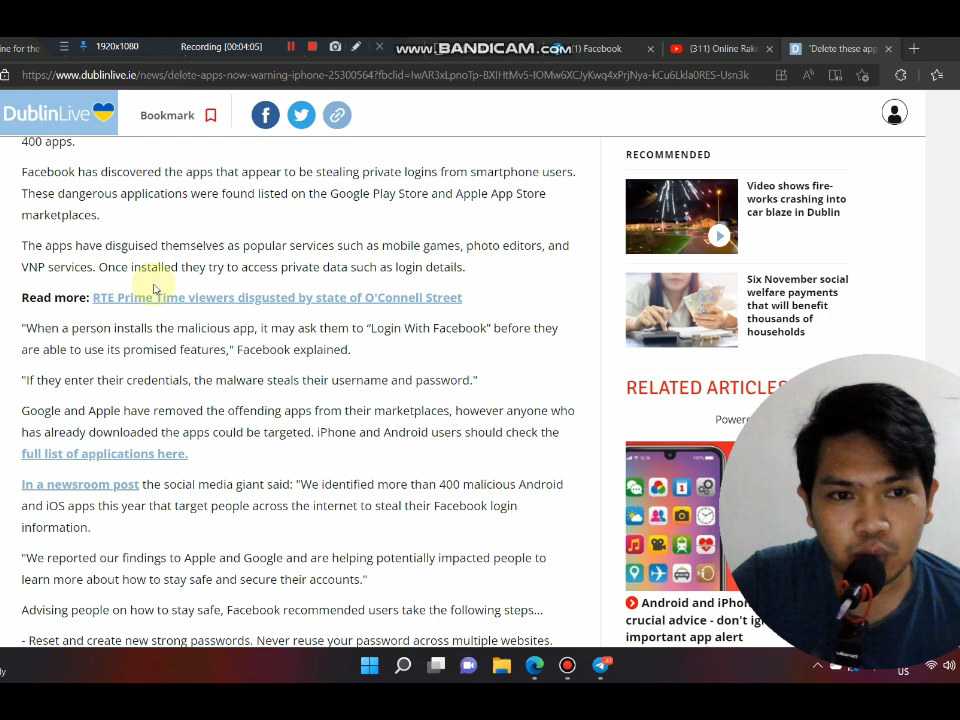 ine for the
1920x1080
Recording [00:04:05]
www.BANDICAM.com
(1) Facebook
(311) Online Rak
"Delete these app
https://www.dublinlive.ie/news/delete-apps-now-warning-iphone-25300564?fbclid=IwAR3xLpnoTp-BXIHtMv5-IOMw6XCJyKwq4xPrjNya-kCu6Lkla0RES-Usn3k
DublinLive
Bookmark
400 apps.
Facebook has discovered the apps that appear to be stealing private logins from smartphone users.
These dangerous applications were found listed on the Google Play Store and Apple App Store
marketplaces.
The apps have disguised themselves as popular services such as mobile games, photo editors, and
VNP services. Once installed they try to access private data such as login details.
Read more: RTE Prime Time viewers disgusted by state of O'Connell Street
"When a person installs the malicious app, it may ask them to “Login With Facebook” before they
are able to use its promised features," Facebook explained.
"If they enter their credentials, the malware steals their username and password."
Google and Apple have removed the offending apps from their marketplaces, however anyone who
has already downloaded the apps could be targeted. iPhone and Android users should check the
full list of applications here.
In a newsroom post the social media giant said: "We identified more than 400 malicious Android
and iOS apps this year that target people across the internet to steal their Facebook login
information.
"We reported our findings to Apple and Google and are helping potentially impacted people to
learn more about how to stay safe and secure their accounts."
Advising people on how to stay safe, Facebook recommended users take the following steps...
- Reset and create new strong passwords. Never reuse your password across multiple websites.
RECOMMENDED
Video shows fire-
works crashing into
car blaze in Dublin
Six November social
welfare payments
that will benefit
thousands of
households
RELATED ARTICLES
Powere
Android and iPhon
crucial advice - don't ig
important app alert
US